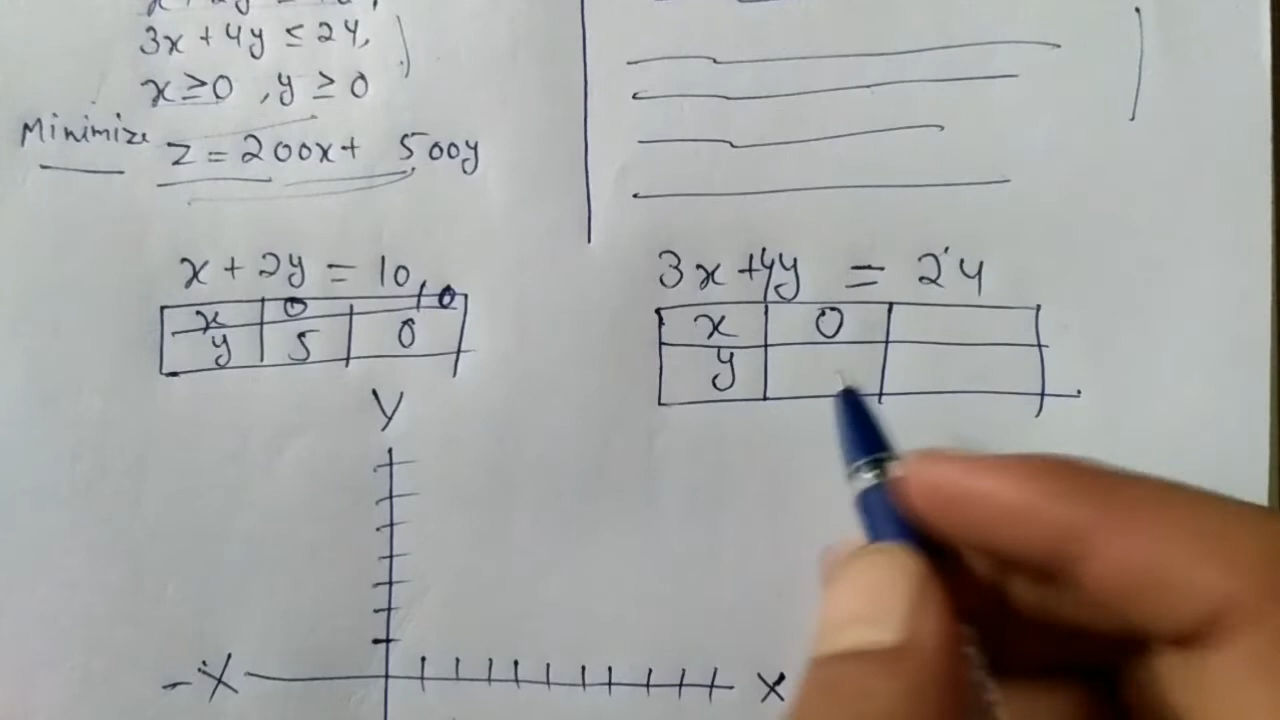 3x + 4y ≤ 24,
x ≥ 0 , y ≥ 0
Minimize z = 200x + 500y
x + 2y = 10,
x 0 10
y 5 0
3x + 4y = 24
x 0
y
Y
-X X